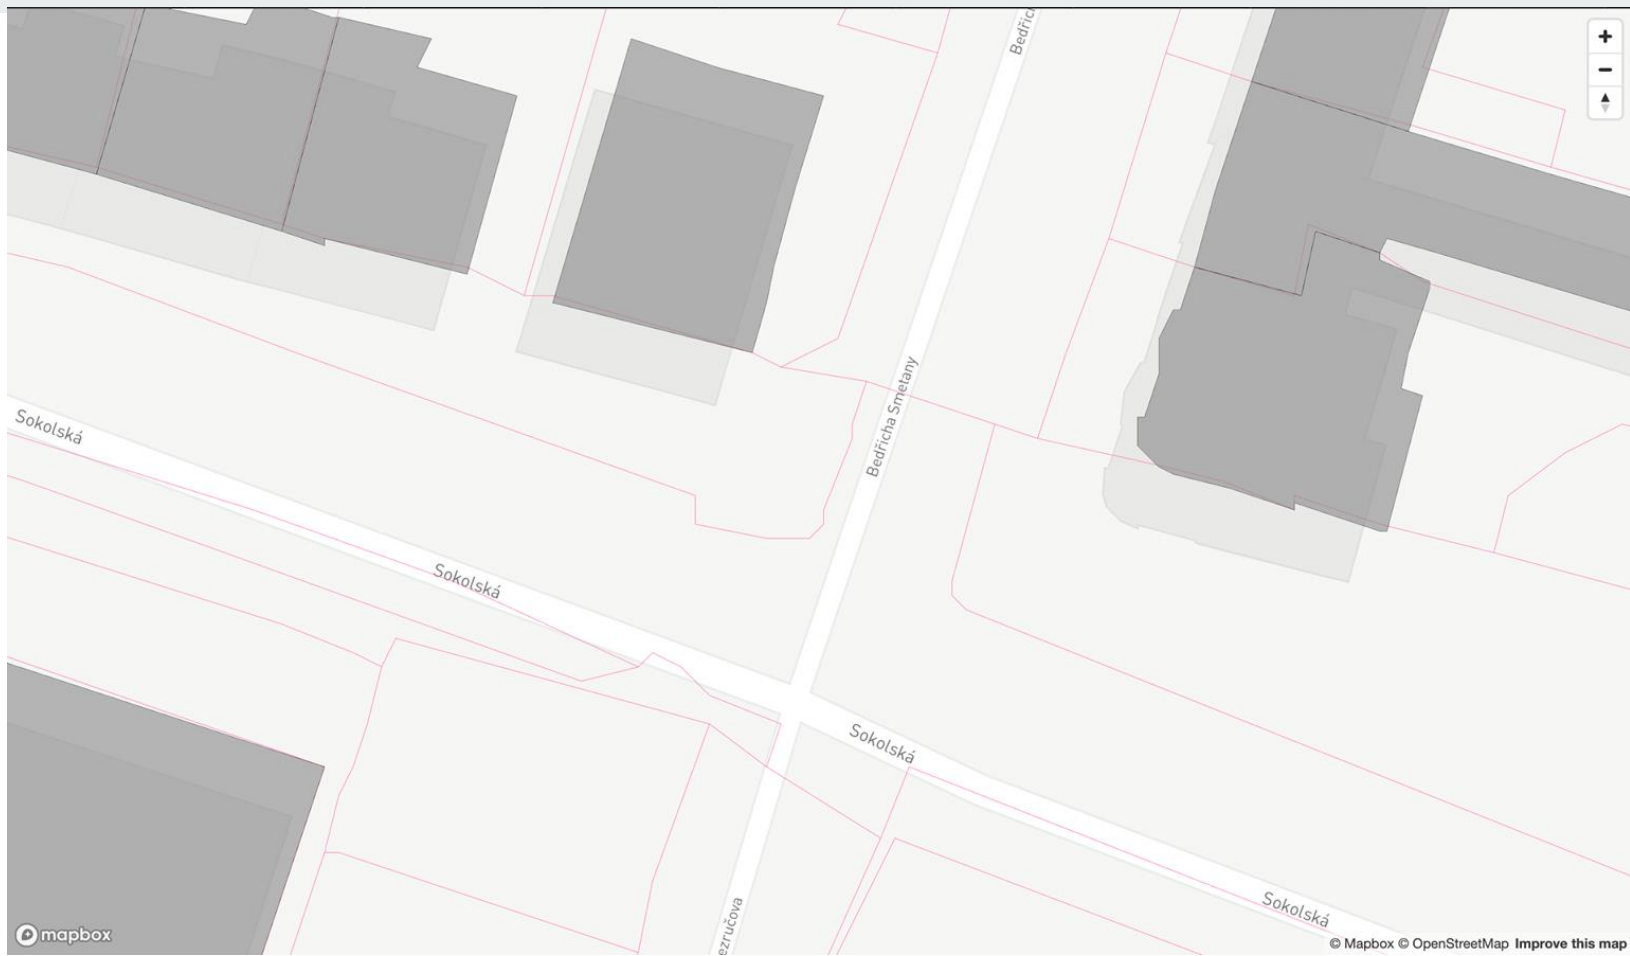 Bedřic
+
−
Bedřicha Smetany
Sokolská
Sokolská
Sokolská
Sokolská
ezručova
mapbox
© Mapbox © OpenStreetMap Improve this map